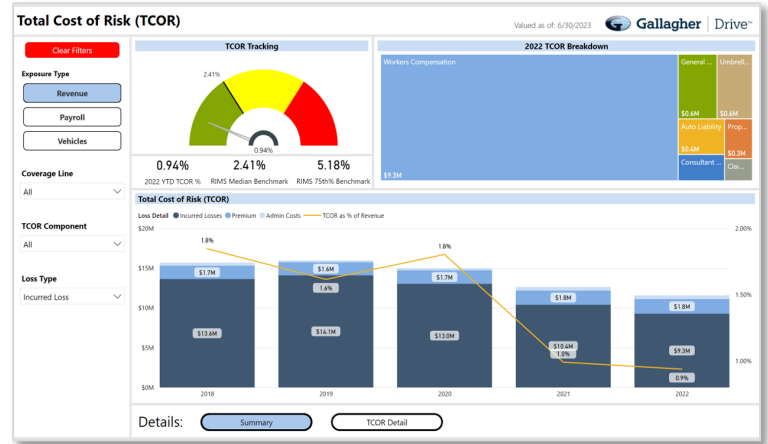 Total Cost of Risk (TCOR)
Valued as of: 6/30/2023
Gallagher Drive™
Clear Filters
Exposure Type
Revenue
Payroll
Vehicles
Coverage Line
All
TCOR Component
All
Loss Type
Incurred Loss
TCOR Tracking
2.41%
0.94%
0.94%
2022 YTD TCOR %
2.41%
RIMS Median Benchmark
5.18%
RIMS 75th% Benchmark
2022 TCOR Breakdown
Workers Compensation
$9.3M
General ...
$0.6M
Umbrell...
$0.6M
Auto Liability
$0.4M
Prop...
$0.3M
Consultant ...
Clai...
Total Cost of Risk (TCOR)
Loss Detail Incurred Losses Premium Admin Costs TCOR as % of Revenue
$20M
$15M
$10M
$5M
$0M
2.00%
1.50%
1.00%
1.8%
$1.7M
$13.6M
2018
$1.6M
1.6%
$14.1M
2019
1.8%
$1.7M
$13.0M
2020
$1.8M
$10.4M
1.0%
2021
$1.8M
$9.3M
0.9%
2022
Details:
Summary
TCOR Detail